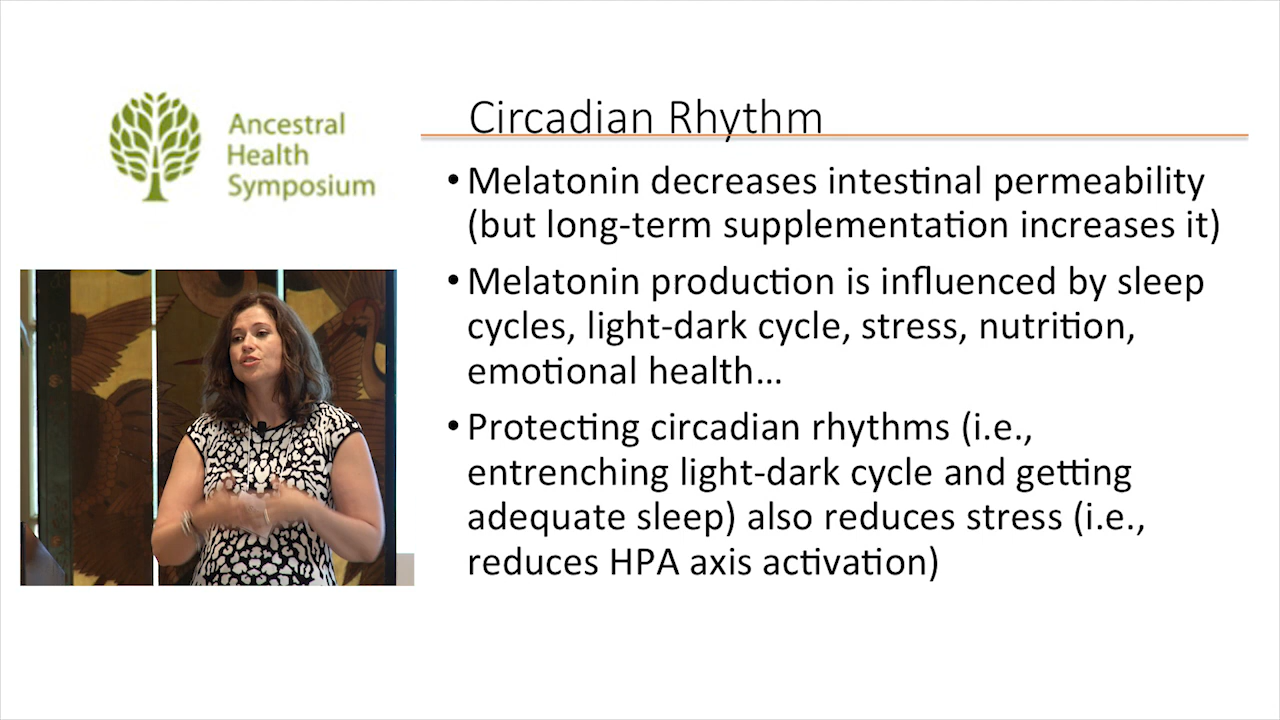 Ancestral
Health
Symposium
Circadian Rhythm
• Melatonin decreases intestinal permeability
(but long-term supplementation increases it)
• Melatonin production is influenced by sleep
cycles, light-dark cycle, stress, nutrition,
emotional health…
• Protecting circadian rhythms (i.e.,
entrenching light-dark cycle and getting
adequate sleep) also reduces stress (i.e.,
reduces HPA axis activation)